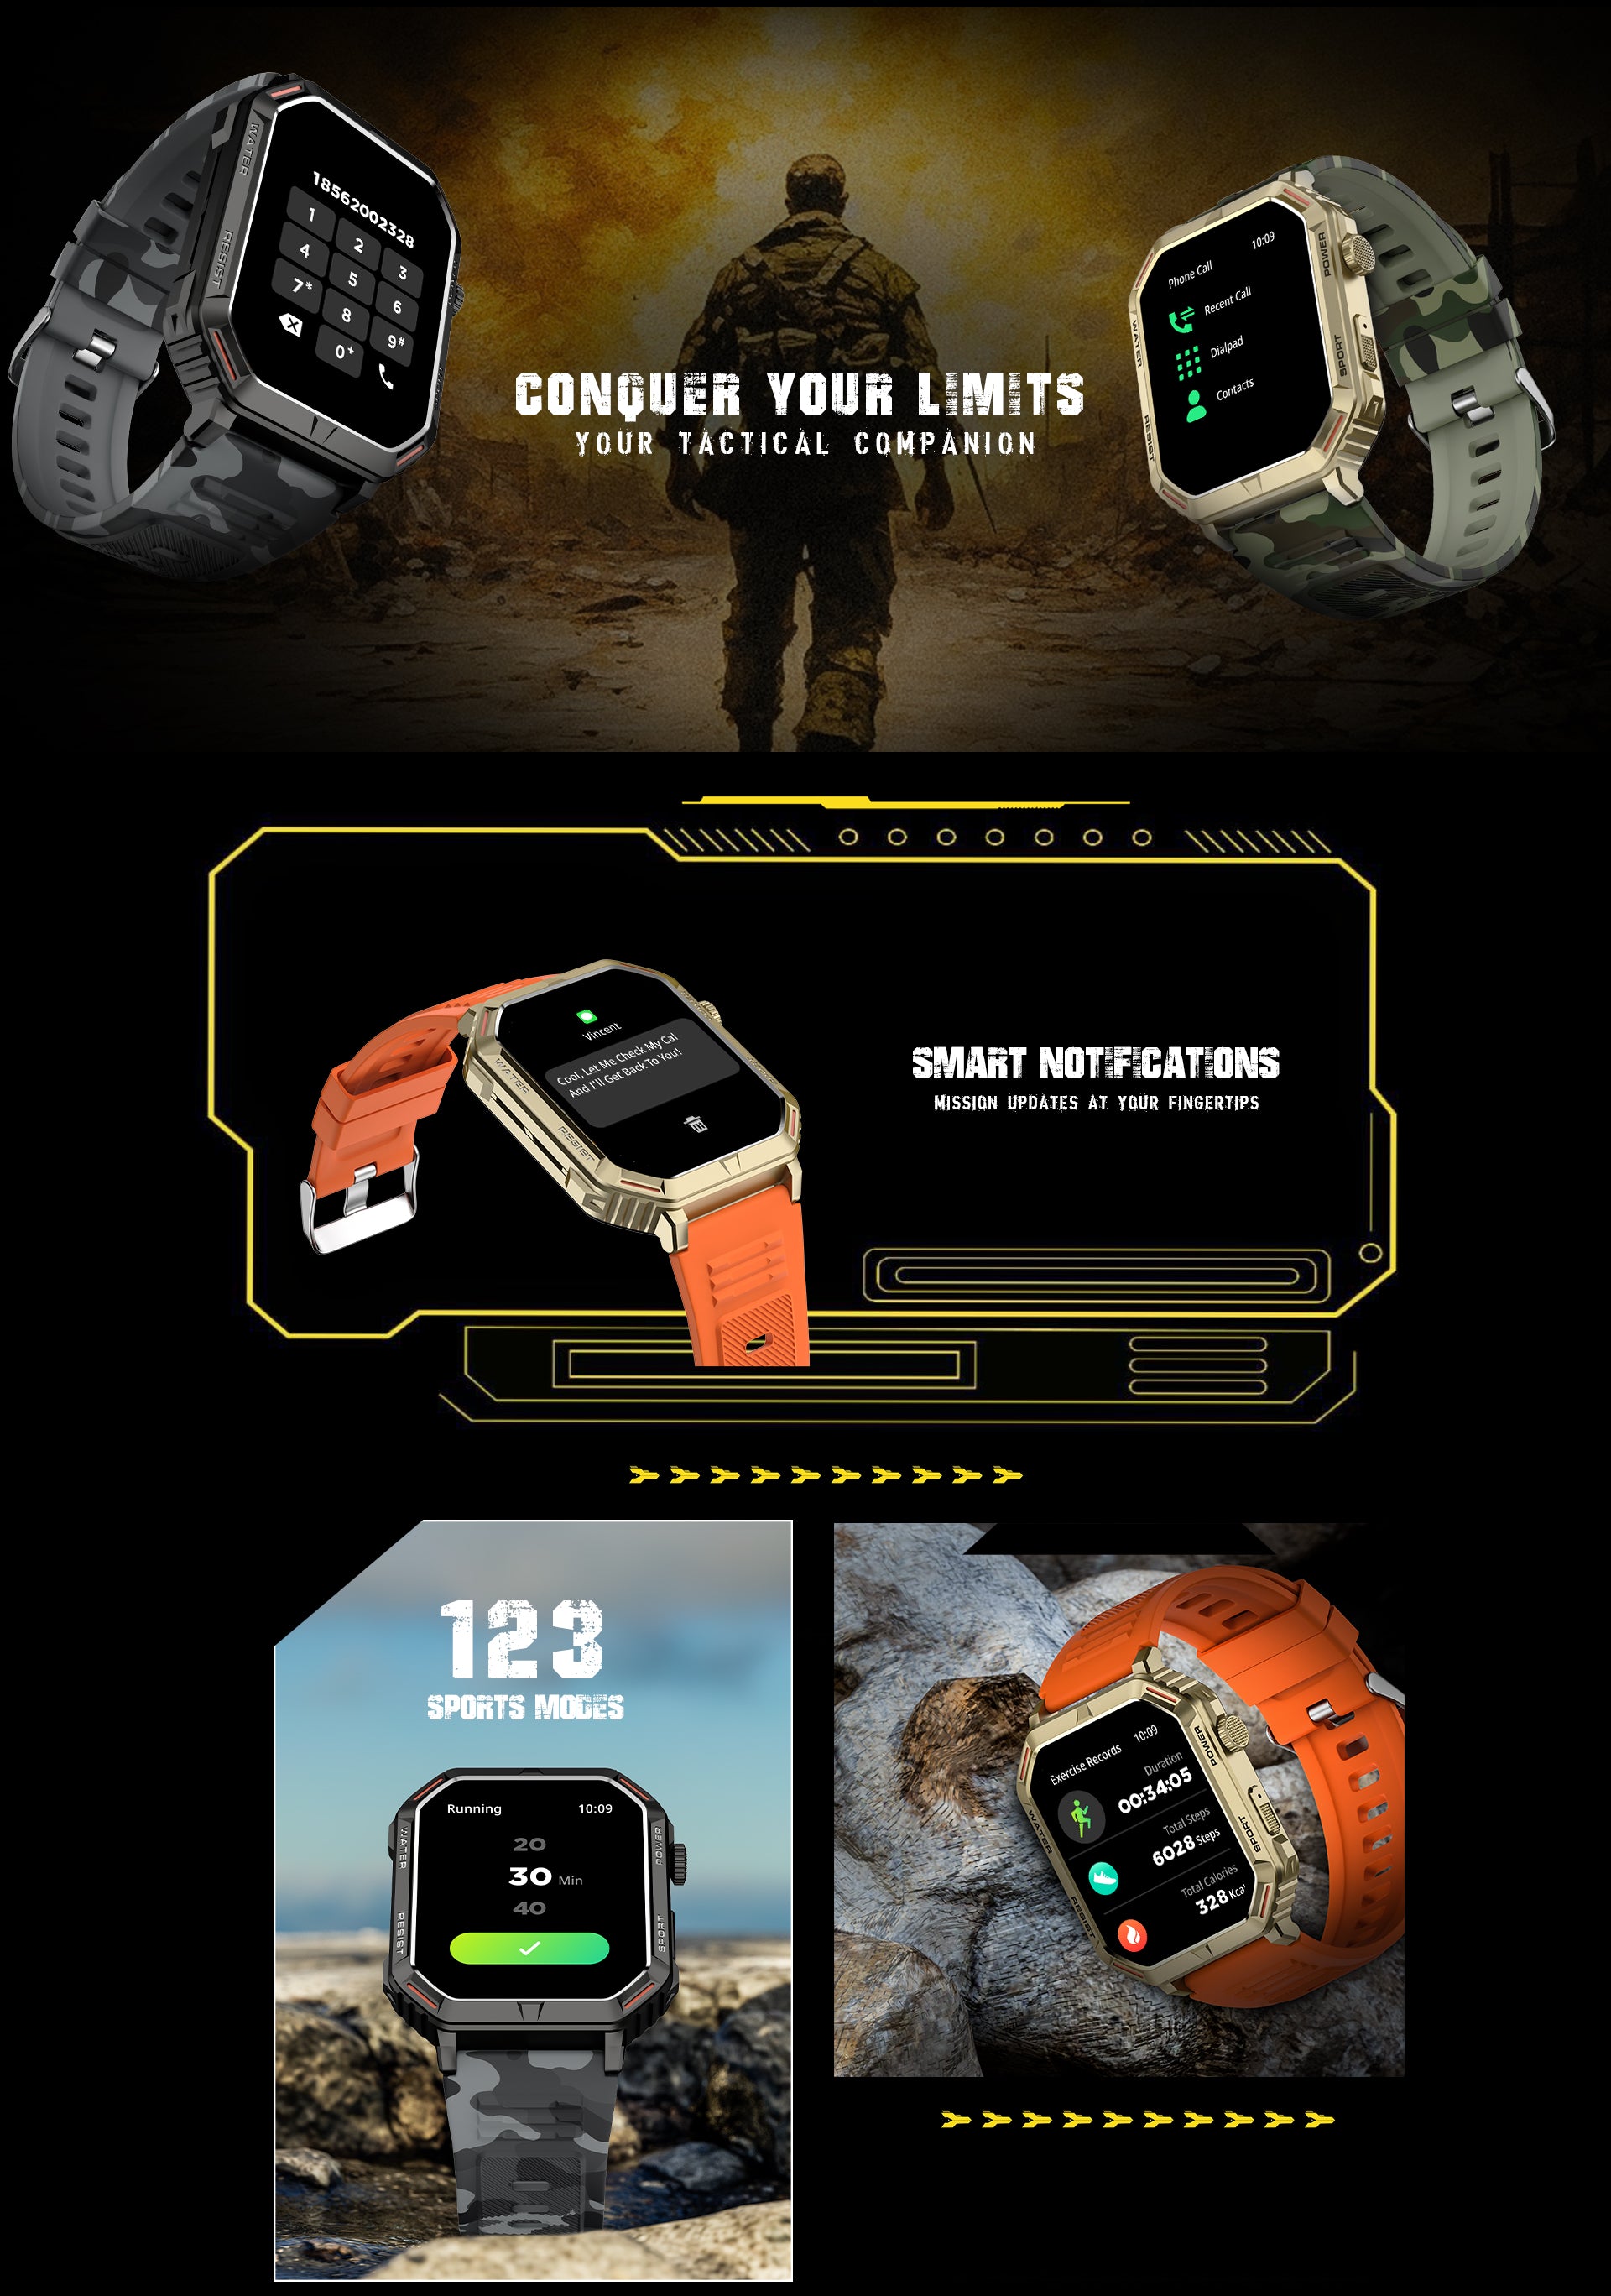 WATER
RESIST
18562002328
1 2 3
4 5 6
7* 8 9#
0+
CONQUER YOUR LIMITS
YOUR TACTICAL COMPANION
10:09
Phone Call
Recent Call
Dialpad
Contacts
POWER
SPORT
WATER
RESIST
Vincent
Cool, Let Me Check My Cal
And I'll Get Back To You!
WATER
RESIST
SMART NOTIFICATIONS
MISSION UPDATES AT YOUR FINGERTIPS
123
SPORTS MODES
Running 10:09
20
30 Min
40
WATER
RESIST
POWER
SPORT
Exercise Records 10:09
Duration
00:34:05
Total Steps
6028 Steps
Total Calories
328 Kcal
POWER
SPORT
WATER
RESIST